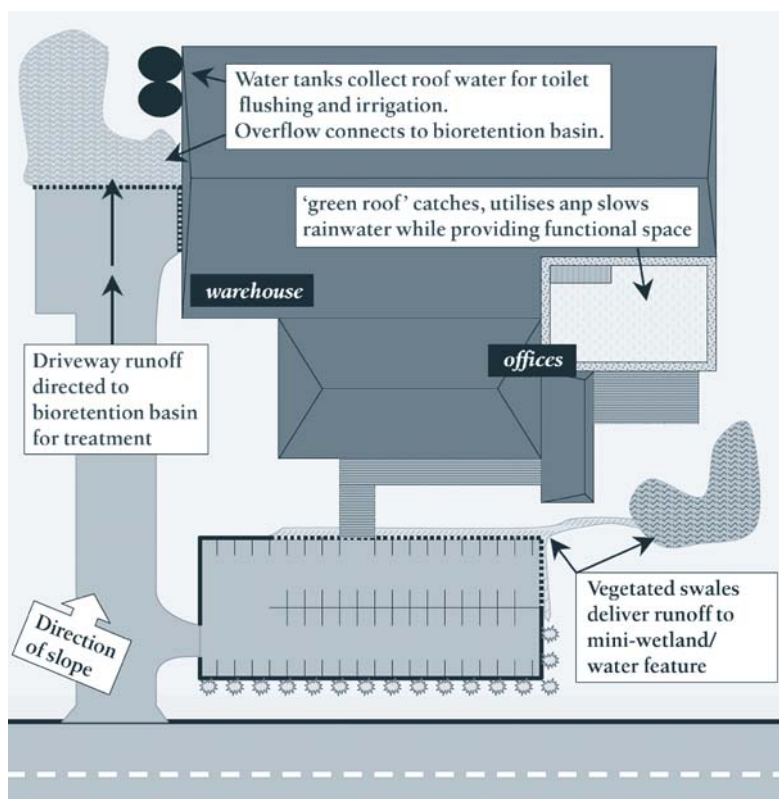 Water tanks collect roof water for toilet
flushing and irrigation.
Overflow connects to bioretention basin.
‘green roof’ catches, utilises anp slows
rainwater while providing functional space
warehouse
offices
Driveway runoff
directed to
bioretention basin
for treatment
Direction
of slope
Vegetated swales
deliver runoff to
mini-wetland/
water feature